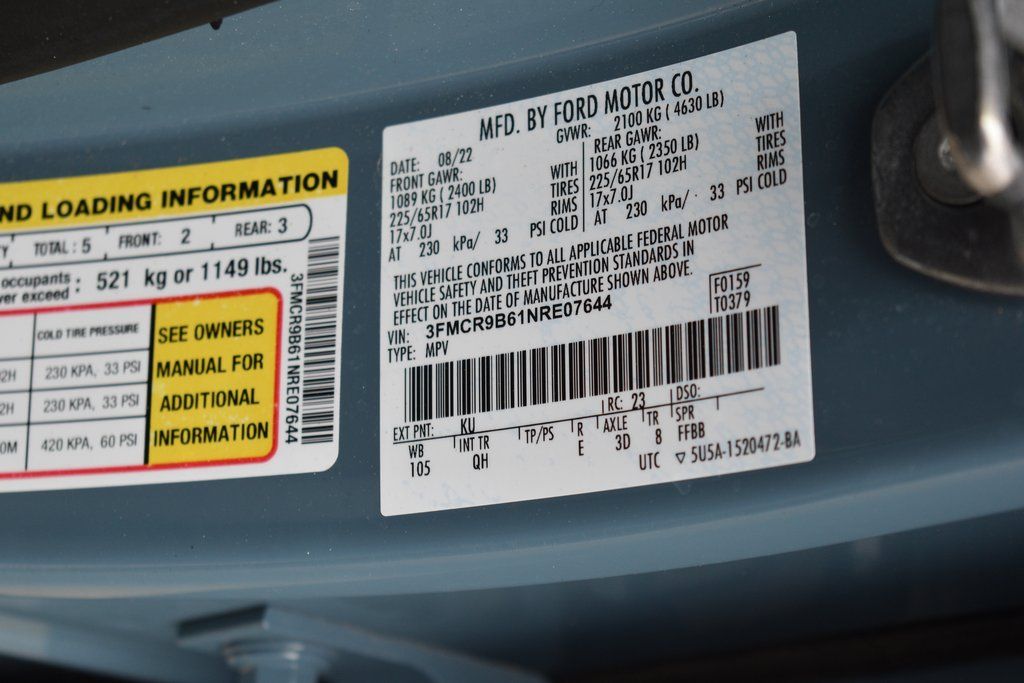 ND LOADING INFORMATION
Y TOTAL : 5 FRONT: 2 REAR: 3
occupants
ver exceed : 521 kg or 1149 lbs.
COLD TIRE PRESSURE
2H 230 KPA, 33 PSI
2H 230 KPA, 33 PSI
0M 420 KPA, 60 PSI
SEE OWNERS
MANUAL FOR
ADDITIONAL
INFORMATION
3FMCR9B61NRE07644
MFD. BY FORD MOTOR CO.
DATE: 08/22 GVWR: 2100 KG ( 4630 LB)
FRONT GAWR: WITH
1089 KG ( 2400 LB) TIRES
225/65R17 102H RIMS
17x7.0J PSI COLD
AT 230 kPa/ 33
REAR GAWR: WITH
1066 KG ( 2350 LB) TIRES
225/65R17 102H RIMS
17x7.0J
AT 230 kPa/ 33 PSI COLD
THIS VEHICLE CONFORMS TO ALL APPLICABLE FEDERAL MOTOR
VEHICLE SAFETY AND THEFT PREVENTION STANDARDS IN
EFFECT ON THE DATE OF MANUFACTURE SHOWN ABOVE.
VIN: 3FMCR9B61NRE07644
TYPE: MPV
F0159
T0379
EXT PNT: KU RC: 23 DSO:
WB INT TR TP/PS R AXLE TR SPR
105 QH E 3D 8 FFBB
UTC ▽ 5U5A-1520472-BA